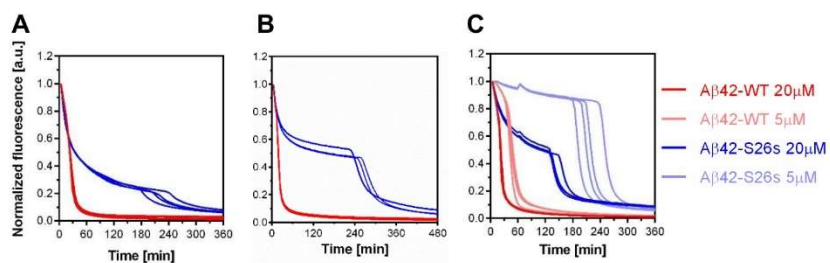 A
B
C
Normalized fluorescence [a.u.]
1.2
1.0
0.8
0.6
0.4
0.2
0.0
0 60 120 180 240 300 360
Time [min]
1.2
1.0
0.8
0.6
0.4
0.2
0.0
0 120 240 360 480
Time [min]
1.2
1.0
0.8
0.6
0.4
0.2
0.0
0 60 120 180 240 300 360
Time [min]
Aβ42-WT 20μM
Aβ42-WT 5μM
Aβ42-S26s 20μM
Aβ42-S26s 5μM